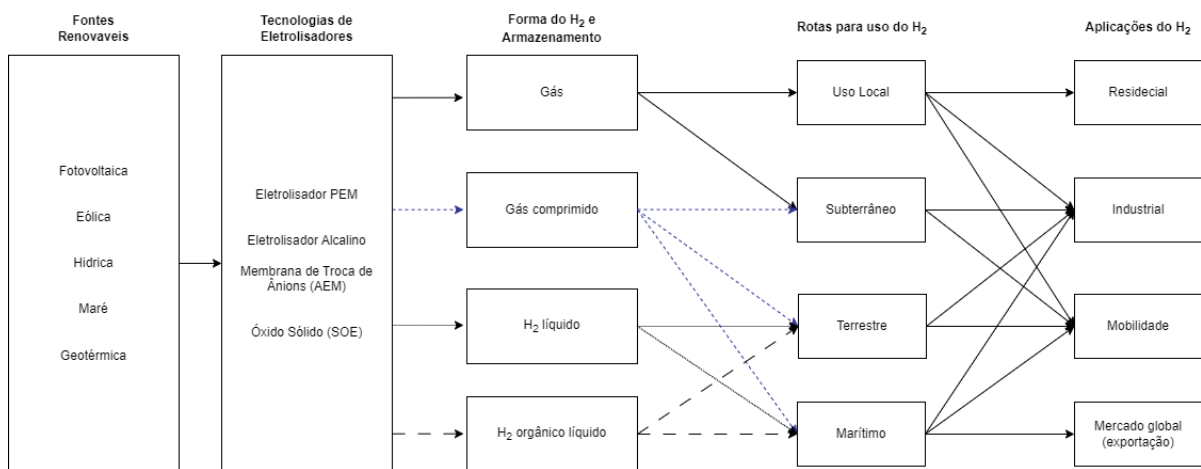 Fontes
Renovaveis
Tecnologias de
Eletrolisadores
Forma do H₂ e
Armazenamento
Rotas para uso do H₂
Aplicações do H₂
Fotovoltaica
Eólica
Hidrica
Maré
Geotérmica
Eletrolisador PEM
Eletrolisador Alcalino
Membrana de Troca de
Ânions (AEM)
Óxido Sólido (SOE)
Gás
Gás comprimido
H₂ líquido
H₂ orgânico líquido
Uso Local
Subterrâneo
Terrestre
Marítimo
Residecial
Industrial
Mobilidade
Mercado global
(exportação)